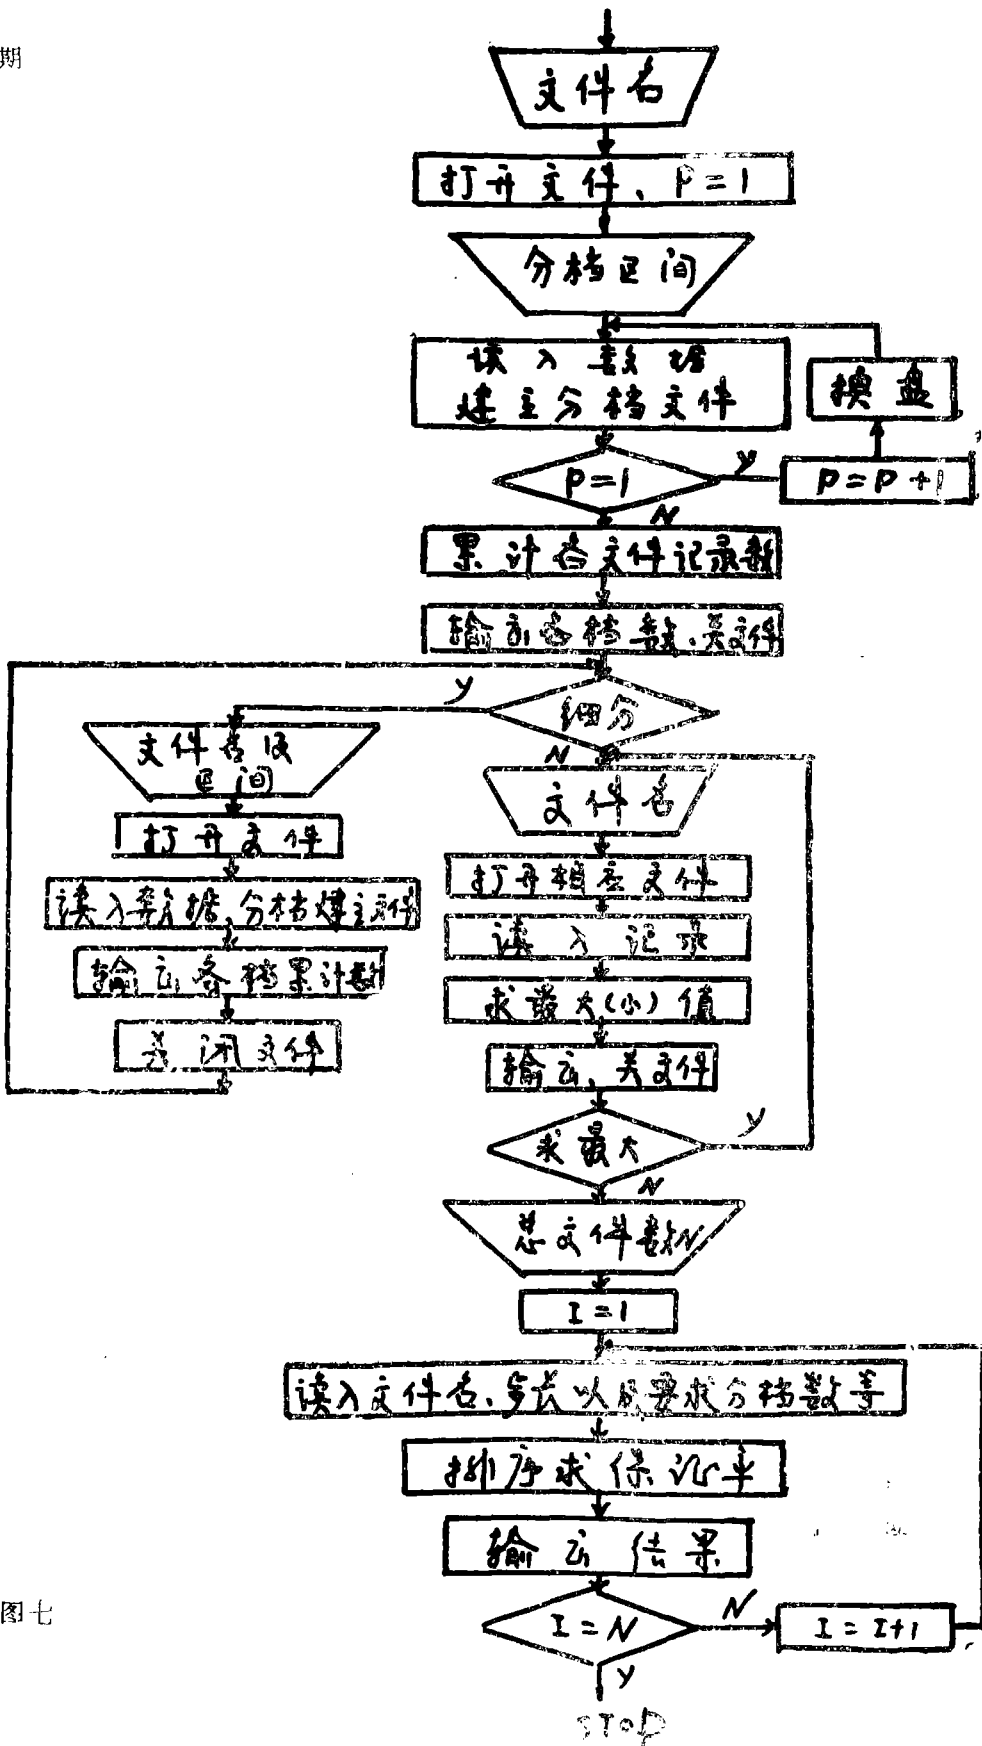 期
文件名
打开文件、P=1
分档区间
读入数据
建立分档文件
换盘
P=1
Y
P=P+1
N
累计各文件记录数
输出各档数、关文件
细分
Y
N
文件名及
区间
打开文件
读入数据分档建立文件
输出各档累计数
关闭文件
文件名
打开相应文件
读入记录
求最大(小)值
输出、关文件
求最大
Y
N
总文件数N
I=1
读入文件名、步长以及要求分档数等
排序求保证率
输出结果
I=N
N
I=I+1
Y
STOP
图七